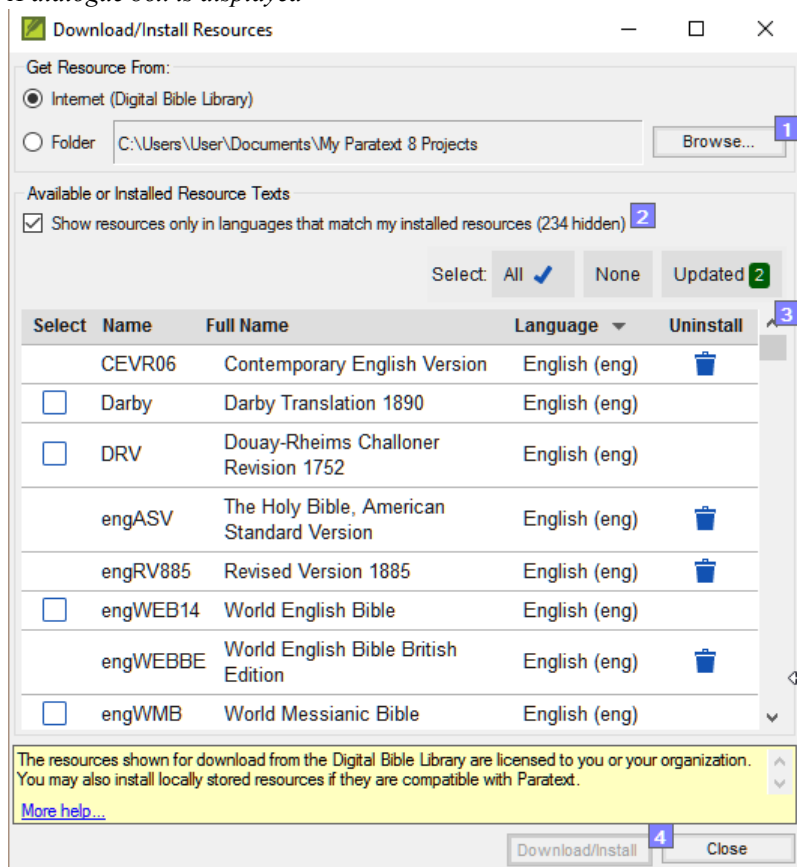 A dialogue box is displayed
Download/Install Resources
Get Resource From:
Internet (Digital Bible Library)
Folder C:\Users\User\Documents\My Paratext 8 Projects Browse... 1
Available or Installed Resource Texts
Show resources only in languages that match my installed resources (234 hidden) 2
Select: All None Updated 2
Select Name Full Name Language Uninstall 3
CEVR06 Contemporary English Version English (eng)
Darby Darby Translation 1890 English (eng)
DRV Douay-Rheims Challoner Revision 1752 English (eng)
engASV The Holy Bible, American Standard Version English (eng)
engRV885 Revised Version 1885 English (eng)
engWEB14 World English Bible English (eng)
engWEBBE World English Bible British Edition English (eng)
engWMB World Messianic Bible English (eng)
The resources shown for download from the Digital Bible Library are licensed to you or your organization.
You may also install locally stored resources if they are compatible with Paratext.
More help...
Download/Install 4 Close